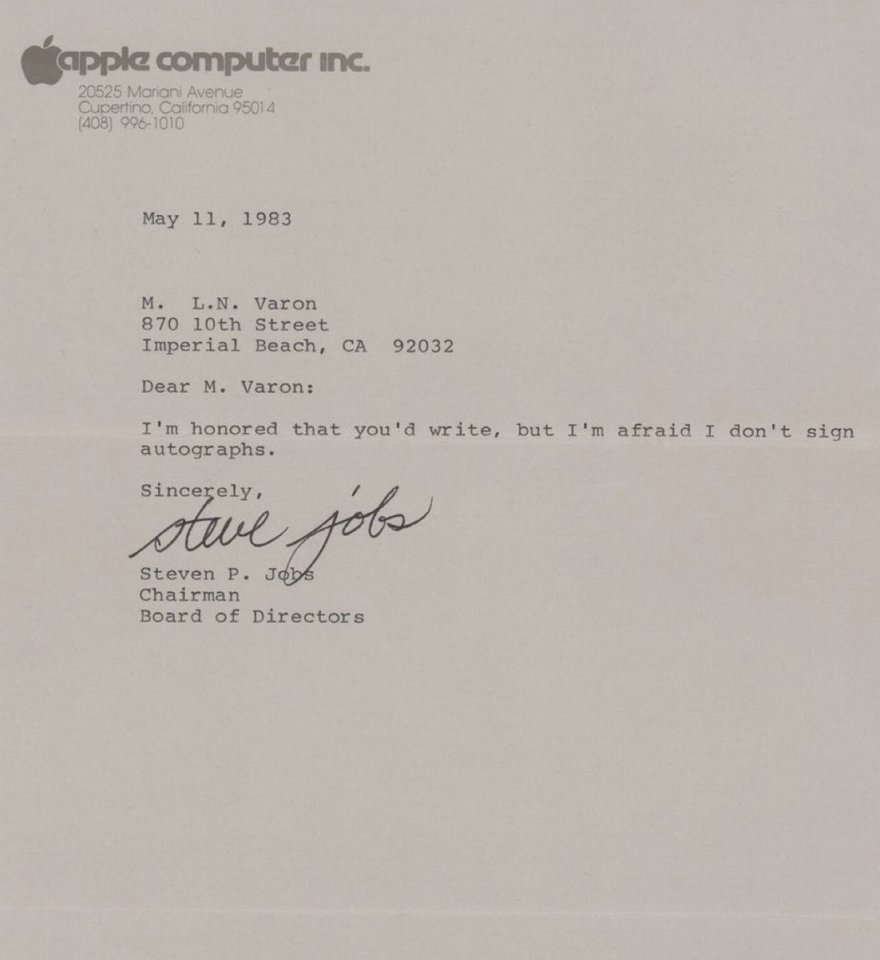 apple computer inc.
20525 Mariani Avenue
Cupertino, California 95014
(408) 996-1010
May 11, 1983
M.  L.N. Varon
870 10th Street
Imperial Beach, CA  92032
Dear M. Varon:
I'm honored that you'd write, but I'm afraid I don't sign
autographs.
Sincerely,
steve jobs
Steven P. Jobs
Chairman
Board of Directors